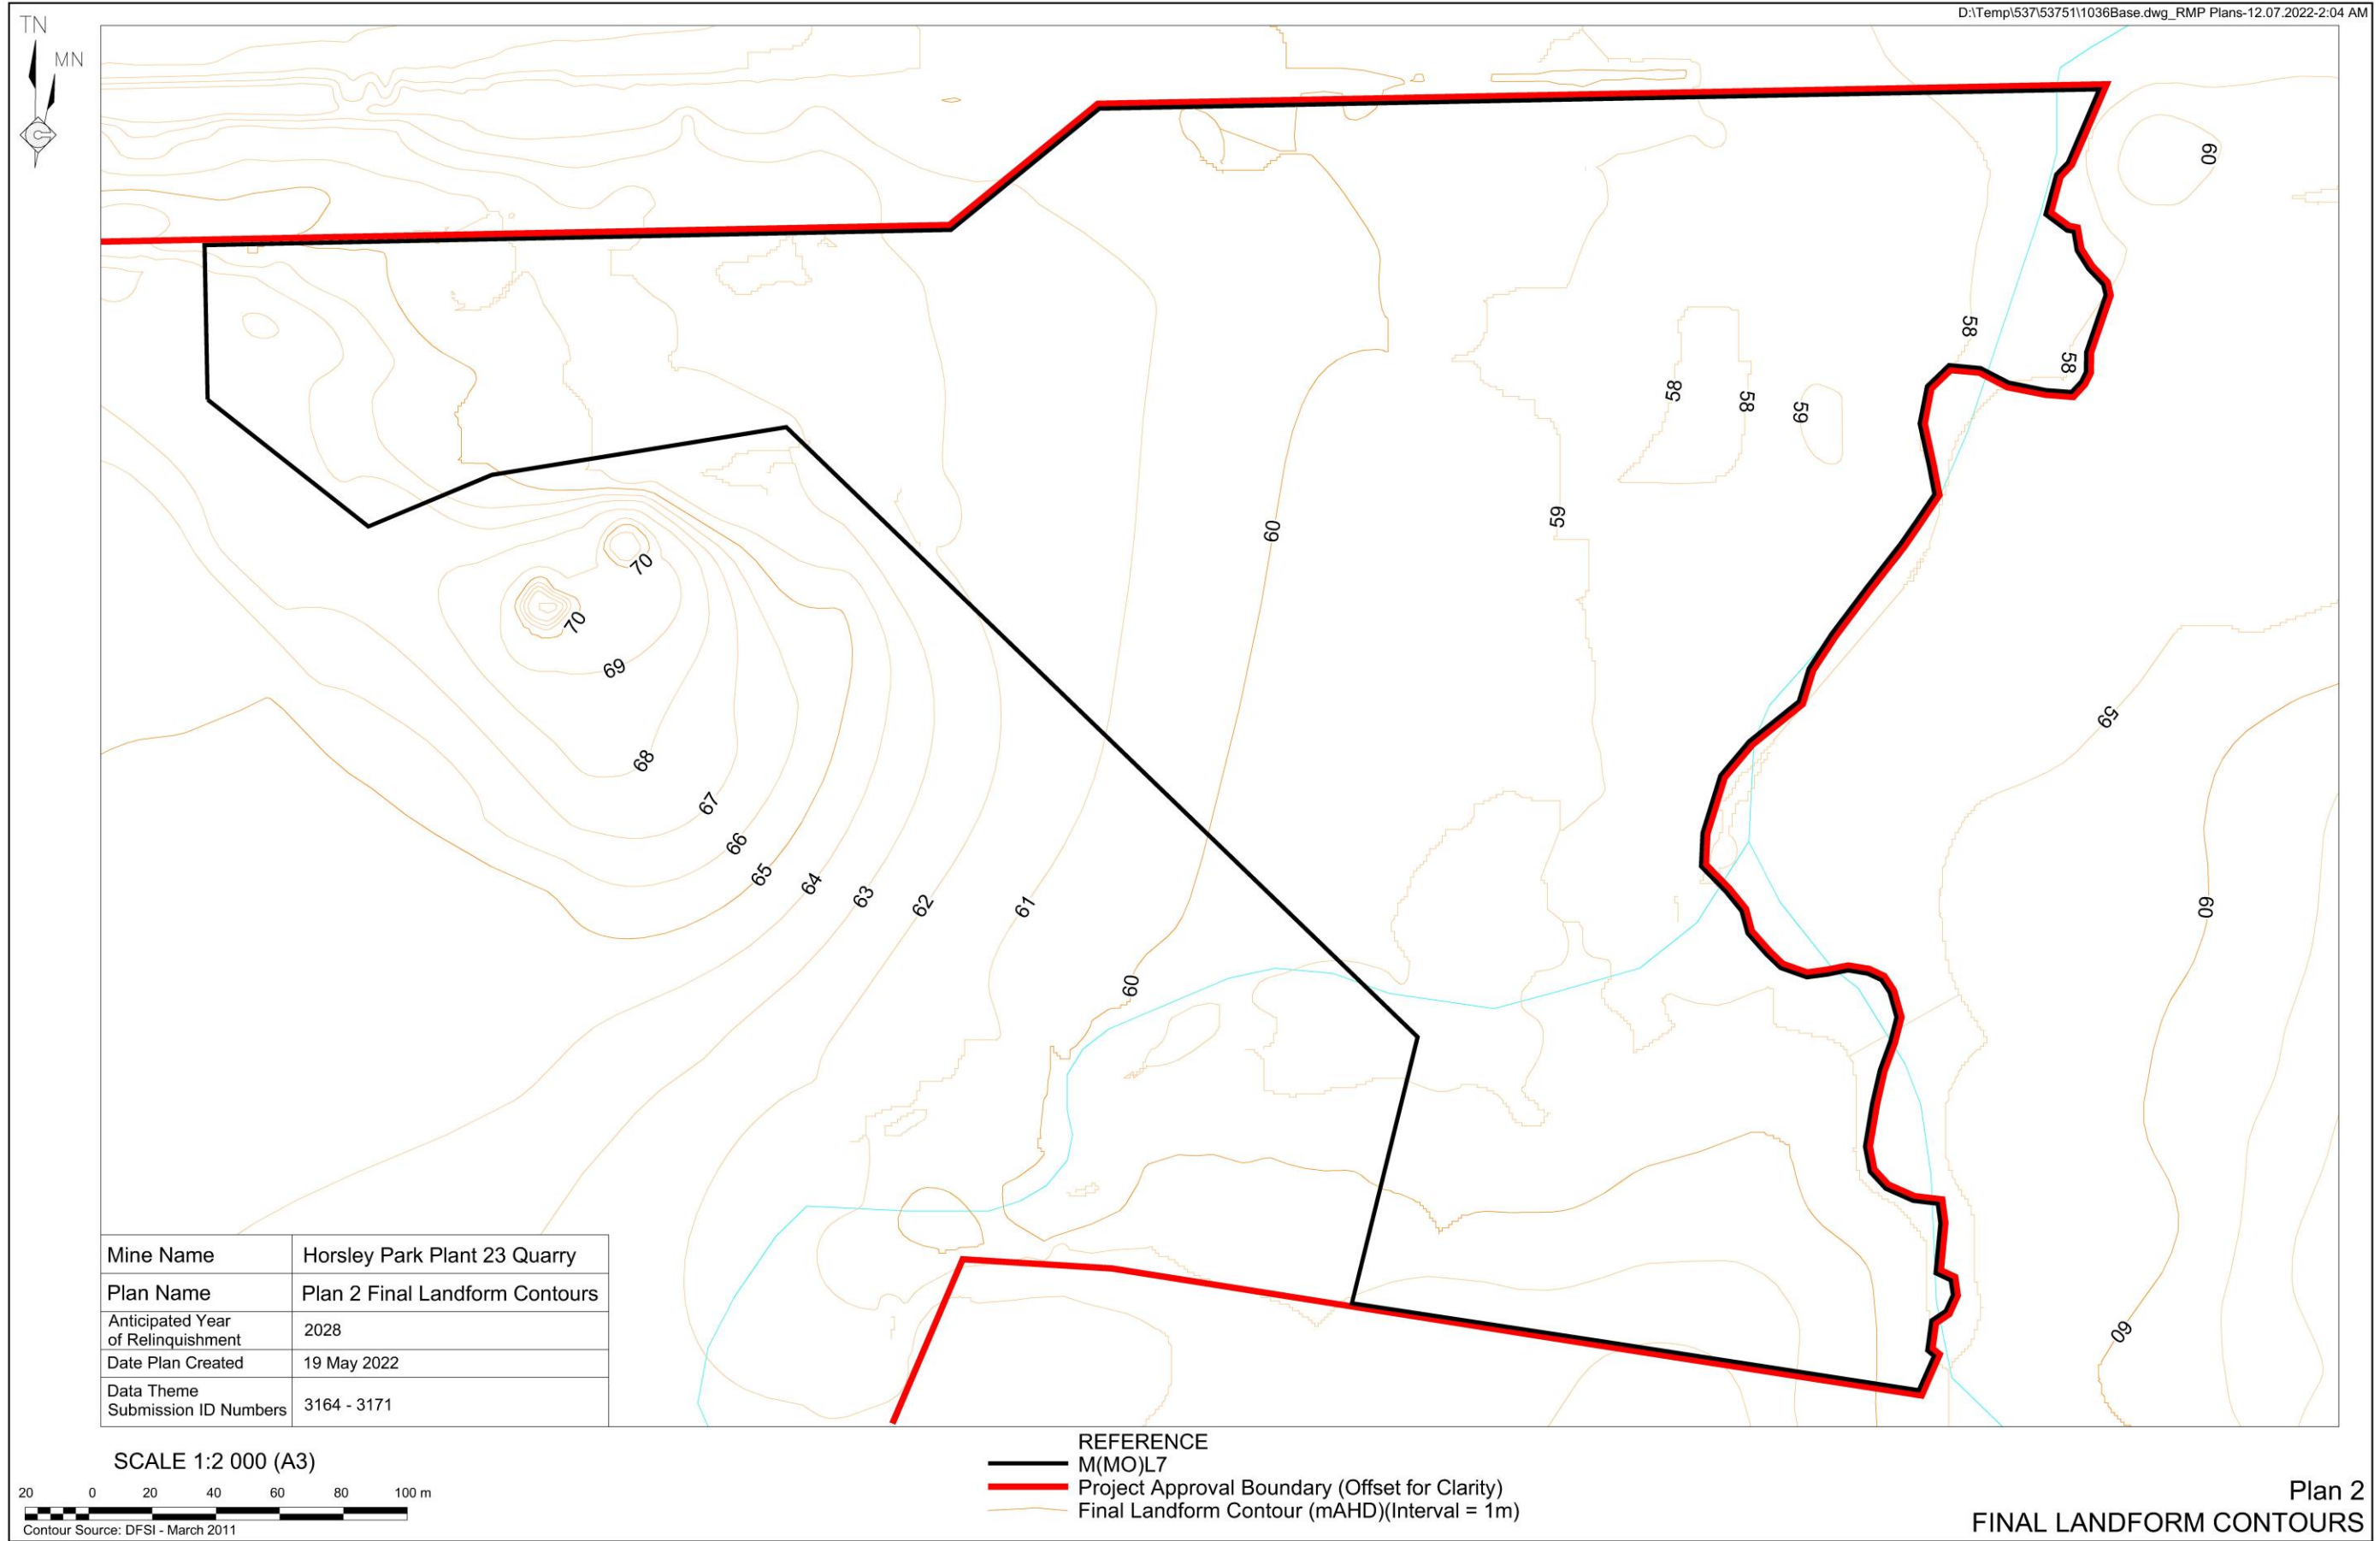 D:\Temp\537\53751\1036Base.dwg_RMP Plans-12.07.2022-2:04 AM
TN
MN
60
58
58
58
58
59
59
60
70
70
69
59
68
67
66
65
64
63
62
61
60
60
60
Mine Name Horsley Park Plant 23 Quarry
Plan Name Plan 2 Final Landform Contours
Anticipated Year
of Relinquishment 2028
Date Plan Created 19 May 2022
Data Theme
Submission ID Numbers 3164 - 3171
SCALE 1:2 000 (A3)
20 0 20 40 60 80 100 m
Contour Source: DFSI - March 2011
REFERENCE
M(MO)L7
Project Approval Boundary (Offset for Clarity)
Final Landform Contour (mAHD)(Interval = 1m)
Plan 2
FINAL LANDFORM CONTOURS